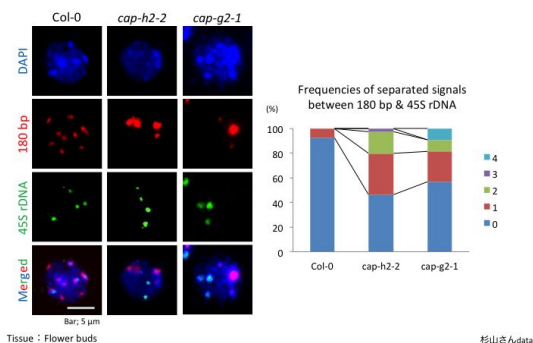 Col-0 cap-h2-2 cap-g2-1
DAPI
180 bp
45S rDNA
Merged
Bar; 5 μm
Tissue：Flower buds
Frequencies of separated signals
between 180 bp & 45S rDNA
(%)
100
80
60
40
20
0
Col-0 cap-h2-2 cap-g2-1
4
3
2
1
0
杉山さんdata